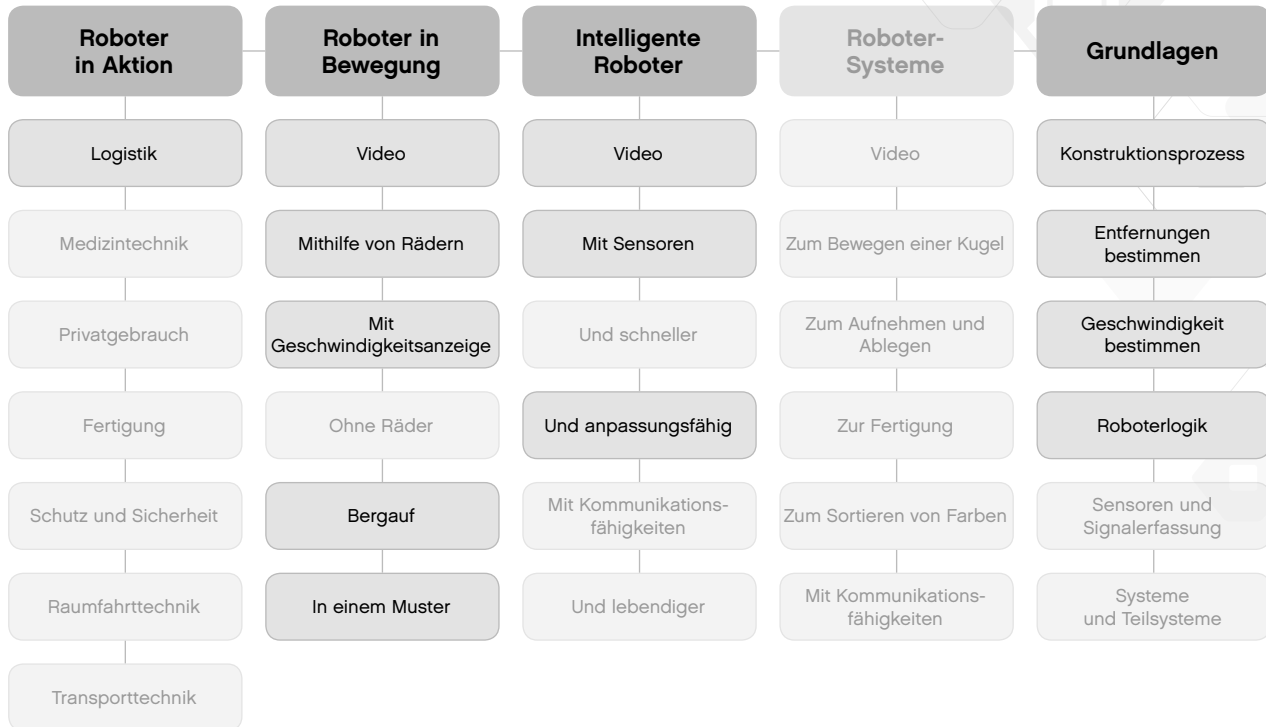 Roboter
in Aktion
Logistik
Medizintechnik
Privatgebrauch
Fertigung
Schutz und Sicherheit
Raumfahrttechnik
Transporttechnik
Roboter in
Bewegung
Video
Mithilfe von Rädern
Mit
Geschwindigkeitsanzeige
Ohne Räder
Bergauf
In einem Muster
Intelligente
Roboter
Video
Mit Sensoren
Und schneller
Und anpassungsfähig
Mit Kommunikations-
fähigkeiten
Und lebendiger
Roboter-
Systeme
Video
Zum Bewegen einer Kugel
Zum Aufnehmen und
Ablegen
Zur Fertigung
Zum Sortieren von Farben
Mit Kommunikations-
fähigkeiten
Grundlagen
Konstruktionsprozess
Entfernungen
bestimmen
Geschwindigkeit
bestimmen
Roboterlogik
Sensoren und
Signalerfassung
Systeme
und Teilsysteme